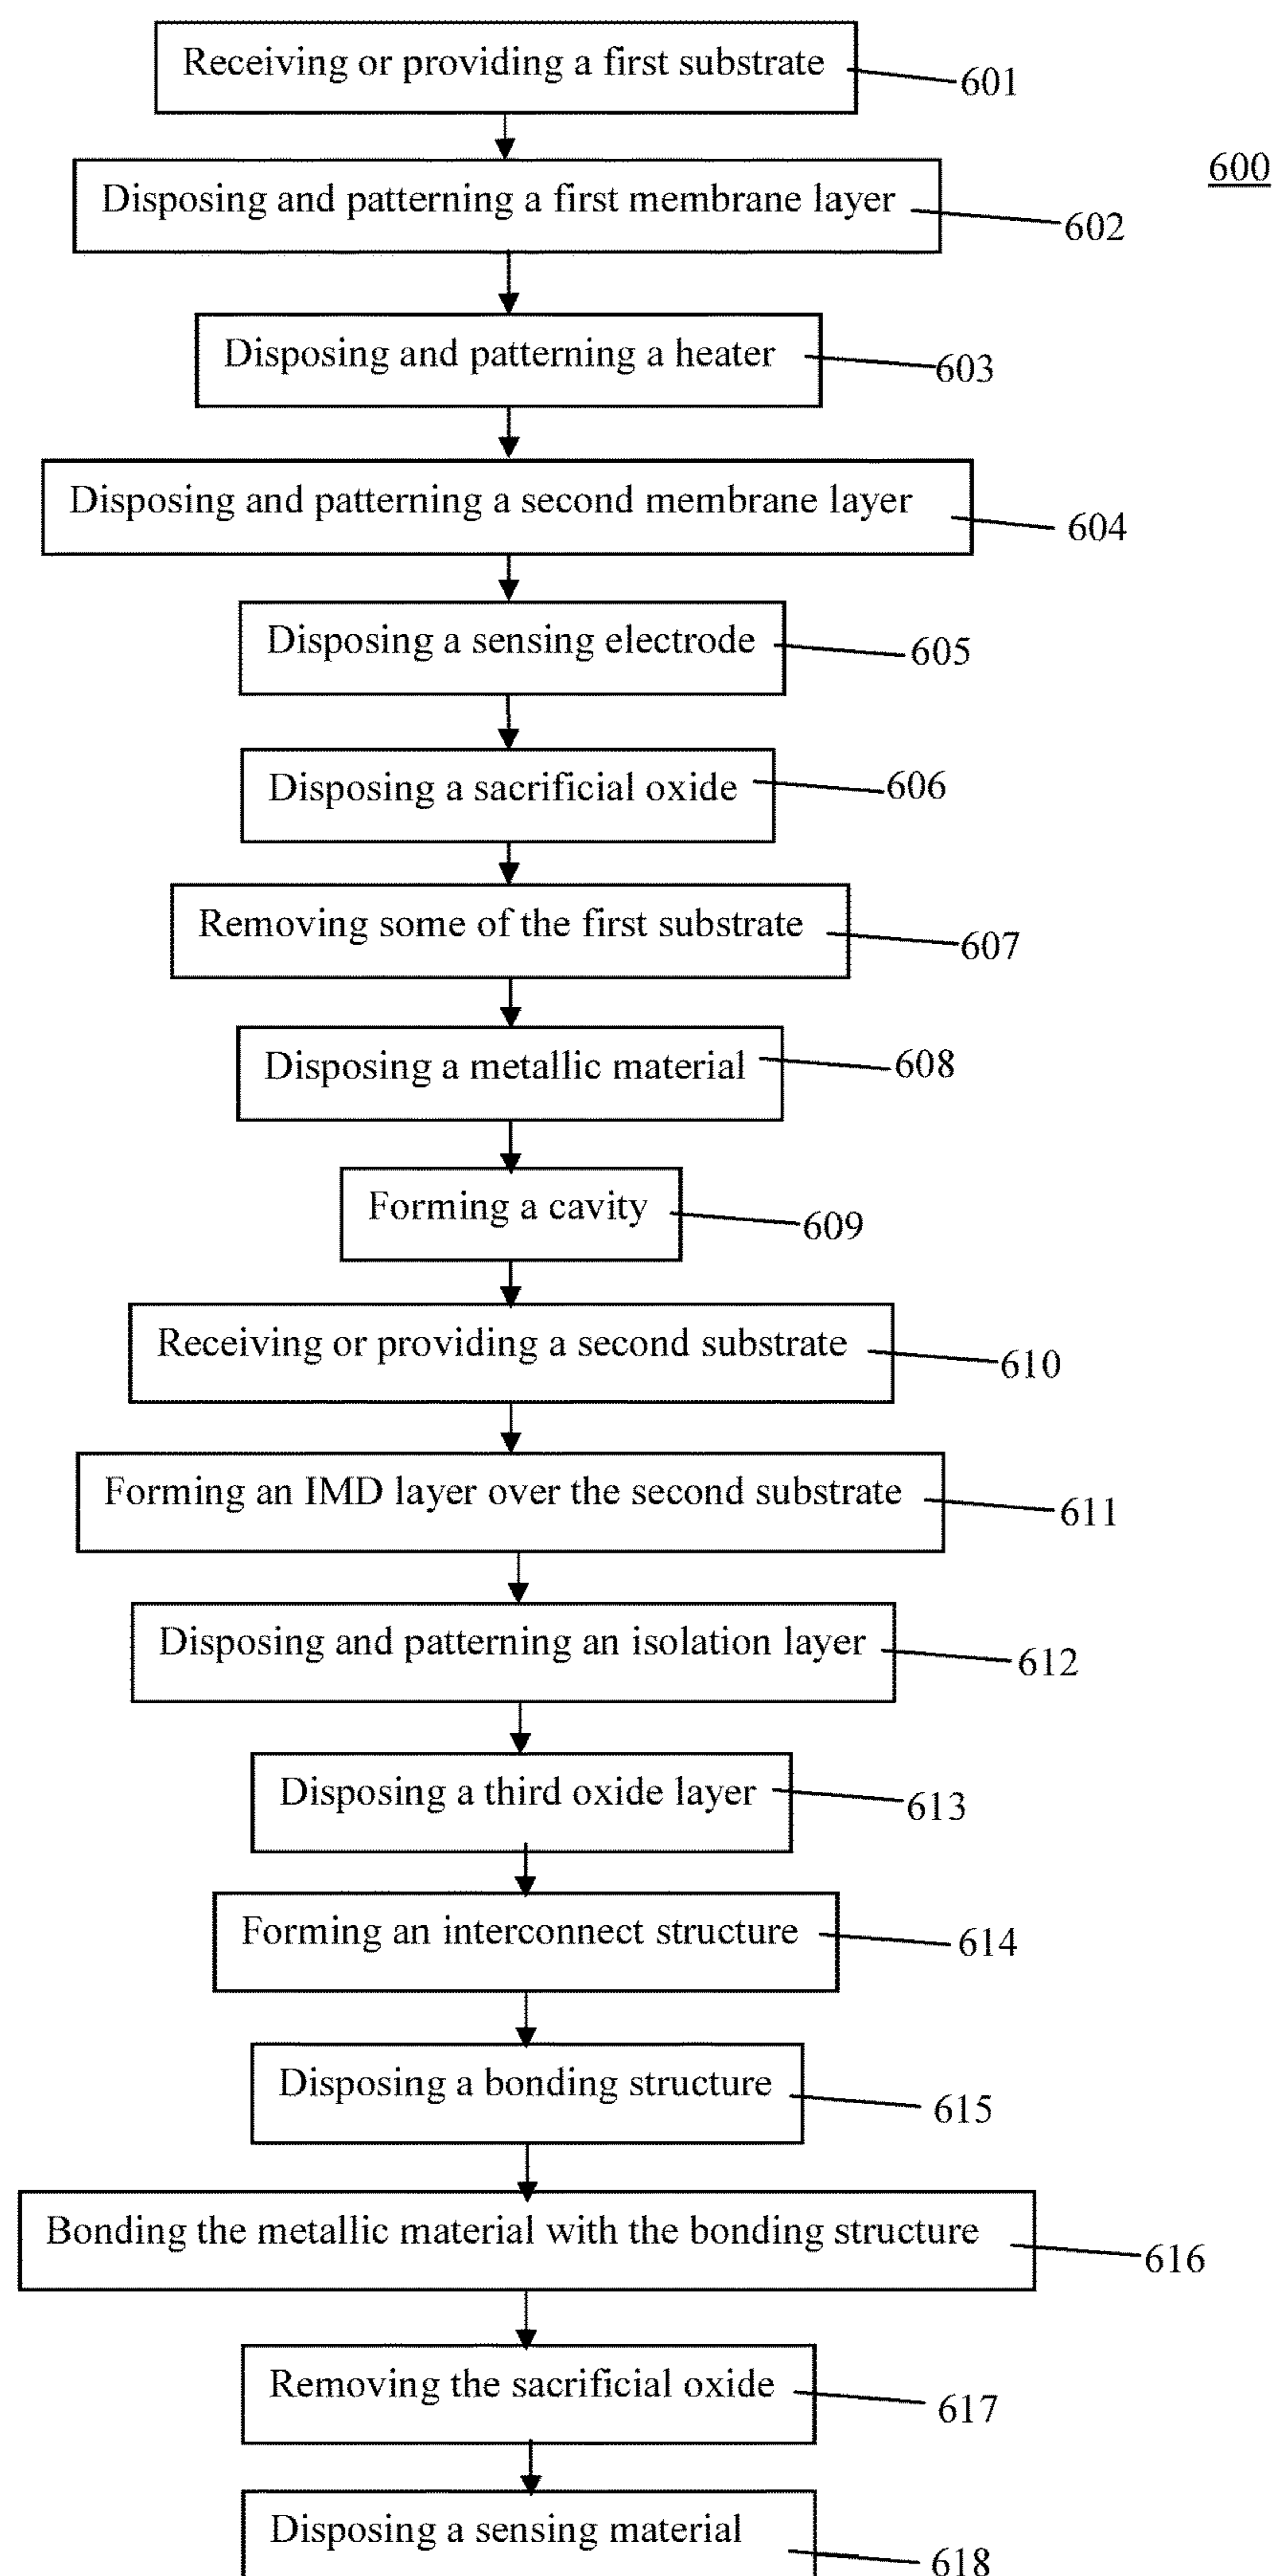 Receiving or providing a first substrate
601
600
Disposing and patterning a first membrane layer
602
Disposing and patterning a heater
603
Disposing and patterning a second membrane layer
604
Disposing a sensing electrode
605
Disposing a sacrificial oxide
606
Removing some of the first substrate
607
Disposing a metallic material
608
Forming a cavity
609
Receiving or providing a second substrate
610
Forming an IMD layer over the second substrate
611
Disposing and patterning an isolation layer
612
Disposing a third oxide layer
613
Forming an interconnect structure
614
Disposing a bonding structure
615
Bonding the metallic material with the bonding structure
616
Removing the sacrificial oxide
617
Disposing a sensing material
618